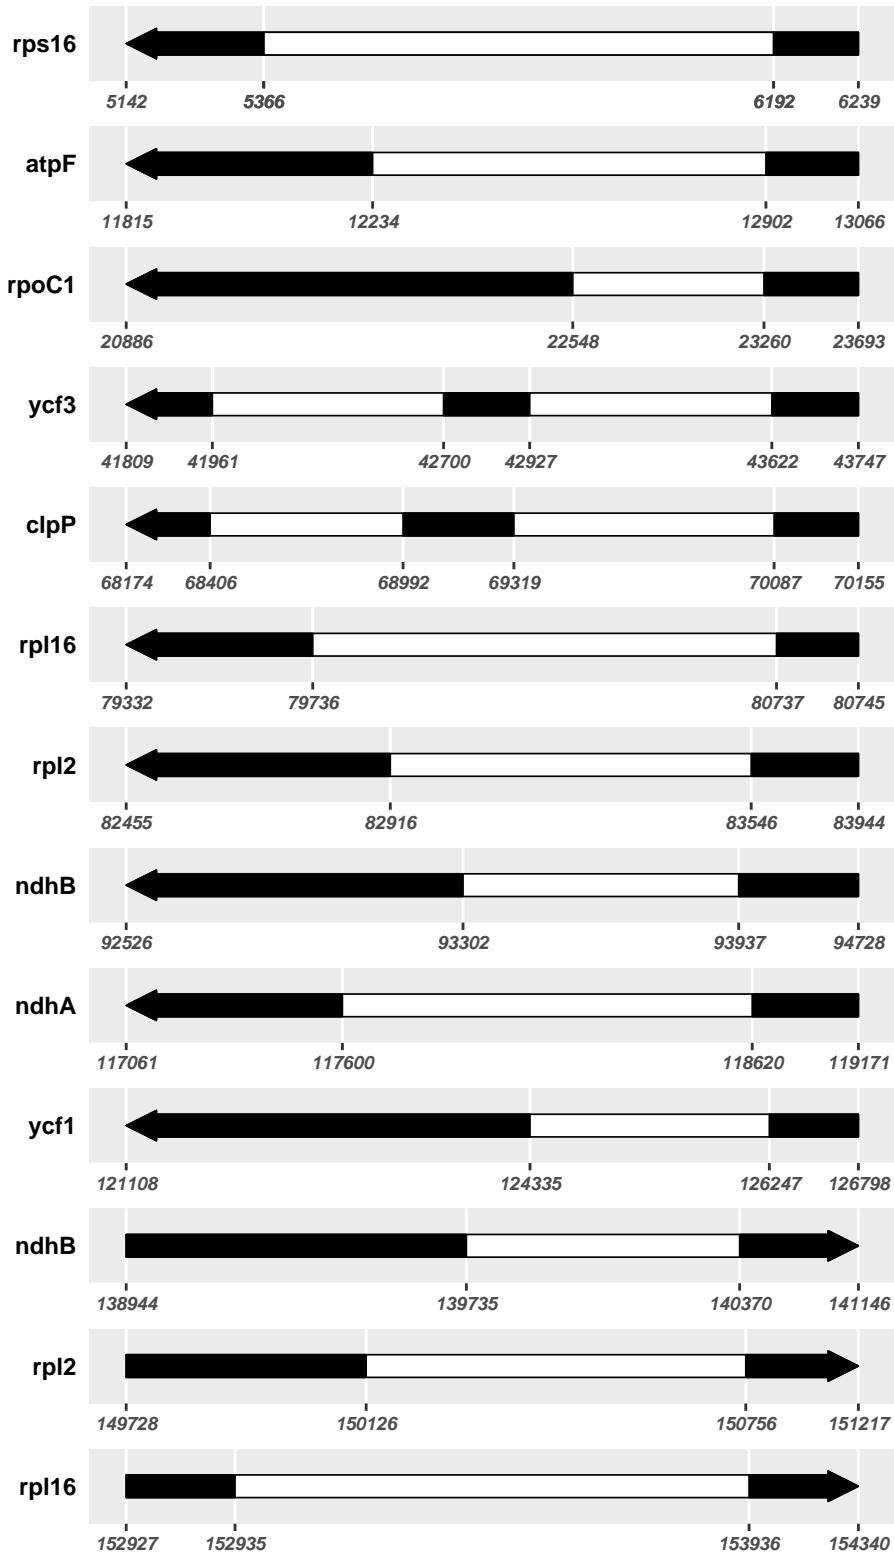 rps16
5142 5366 6192 6239
atpF
11815 12234 12902 13066
rpoC1
20886 22548 23260 23693
ycf3
41809 41961 42700 42927 43622 43747
clpP
68174 68406 68992 69319 70087 70155
rpl16
79332 79736 80737 80745
rpl2
82455 82916 83546 83944
ndhB
92526 93302 93937 94728
ndhA
117061 117600 118620 119171
ycf1
121108 124335 126247 126798
ndhB
138944 139735 140370 141146
rpl2
149728 150126 150756 151217
rpl16
152927 152935 153936 154340